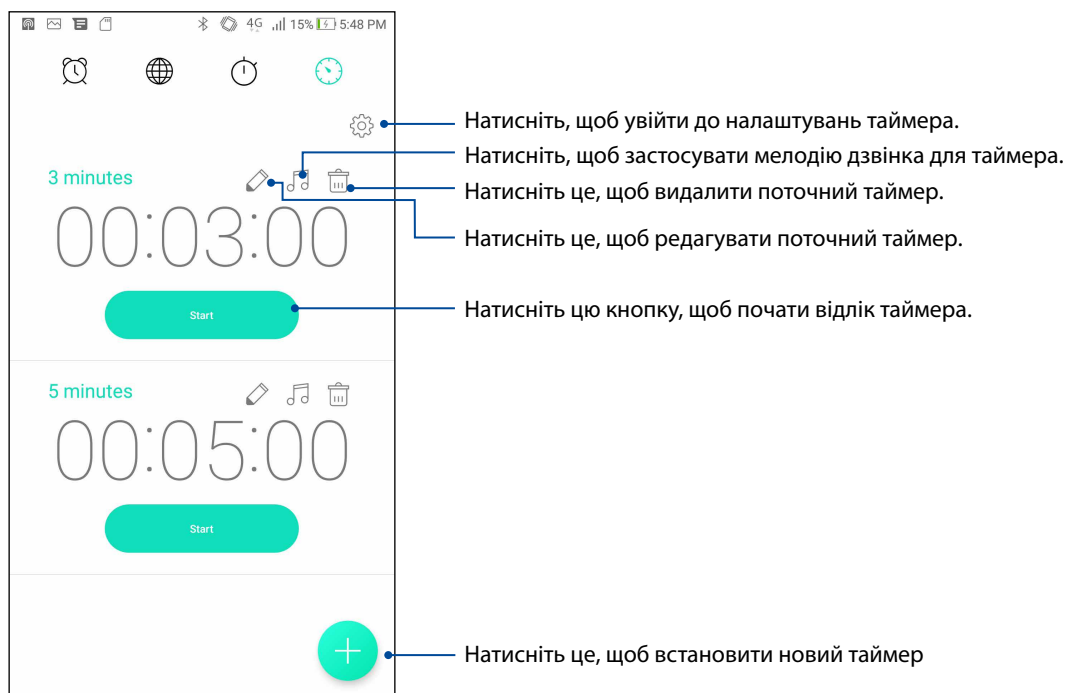 4G 15% 5:48 PM
Натисніть, щоб увійти до налаштувань таймера.
Натисніть, щоб застосувати мелодію дзвінка для таймера.
3 minutes
Натисніть це, щоб видалити поточний таймер.
00:03:00
Натисніть це, щоб редагувати поточний таймер.
Start
Натисніть цю кнопку, щоб почати відлік таймера.
5 minutes
00:05:00
Start
Натисніть це, щоб встановити новий таймер